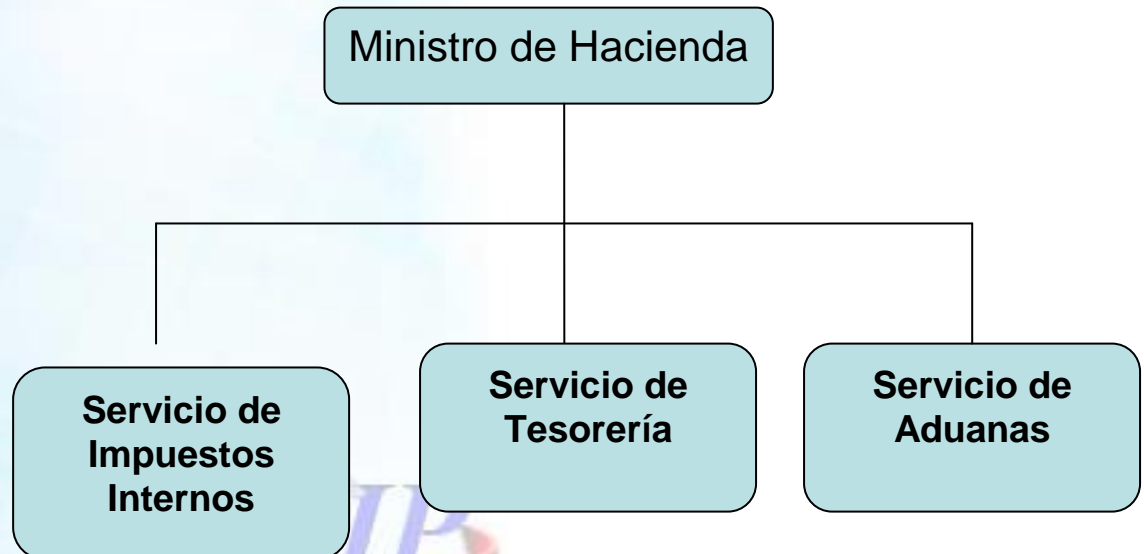 Ministro de Hacienda
Servicio de
Impuestos
Internos
Servicio de
Tesorería
Servicio de
Aduanas